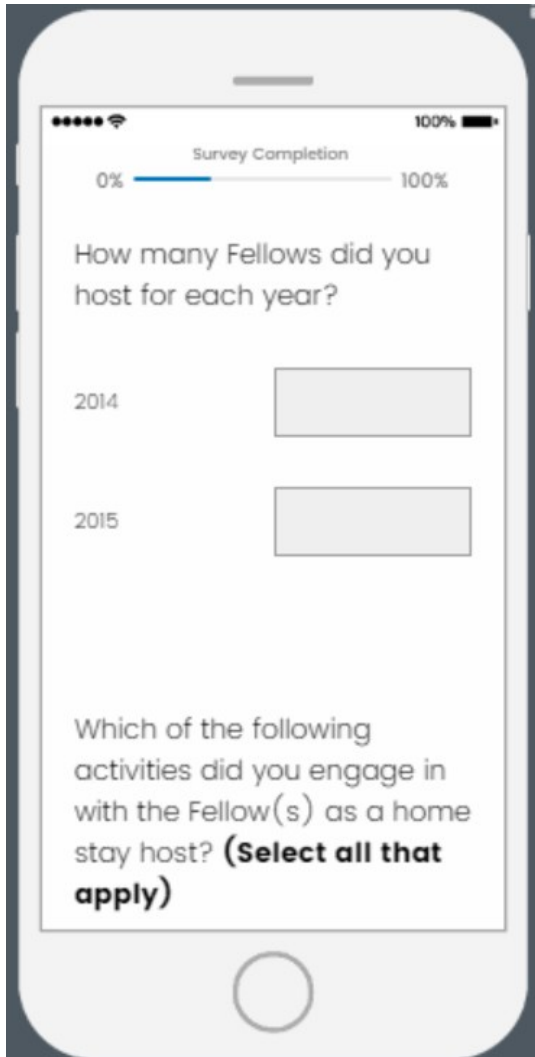 100%
Survey Completion
0% 100%
How many Fellows did you
host for each year?
2014
2015
Which of the following
activities did you engage in
with the Fellow(s) as a home
stay host? (Select all that
apply)